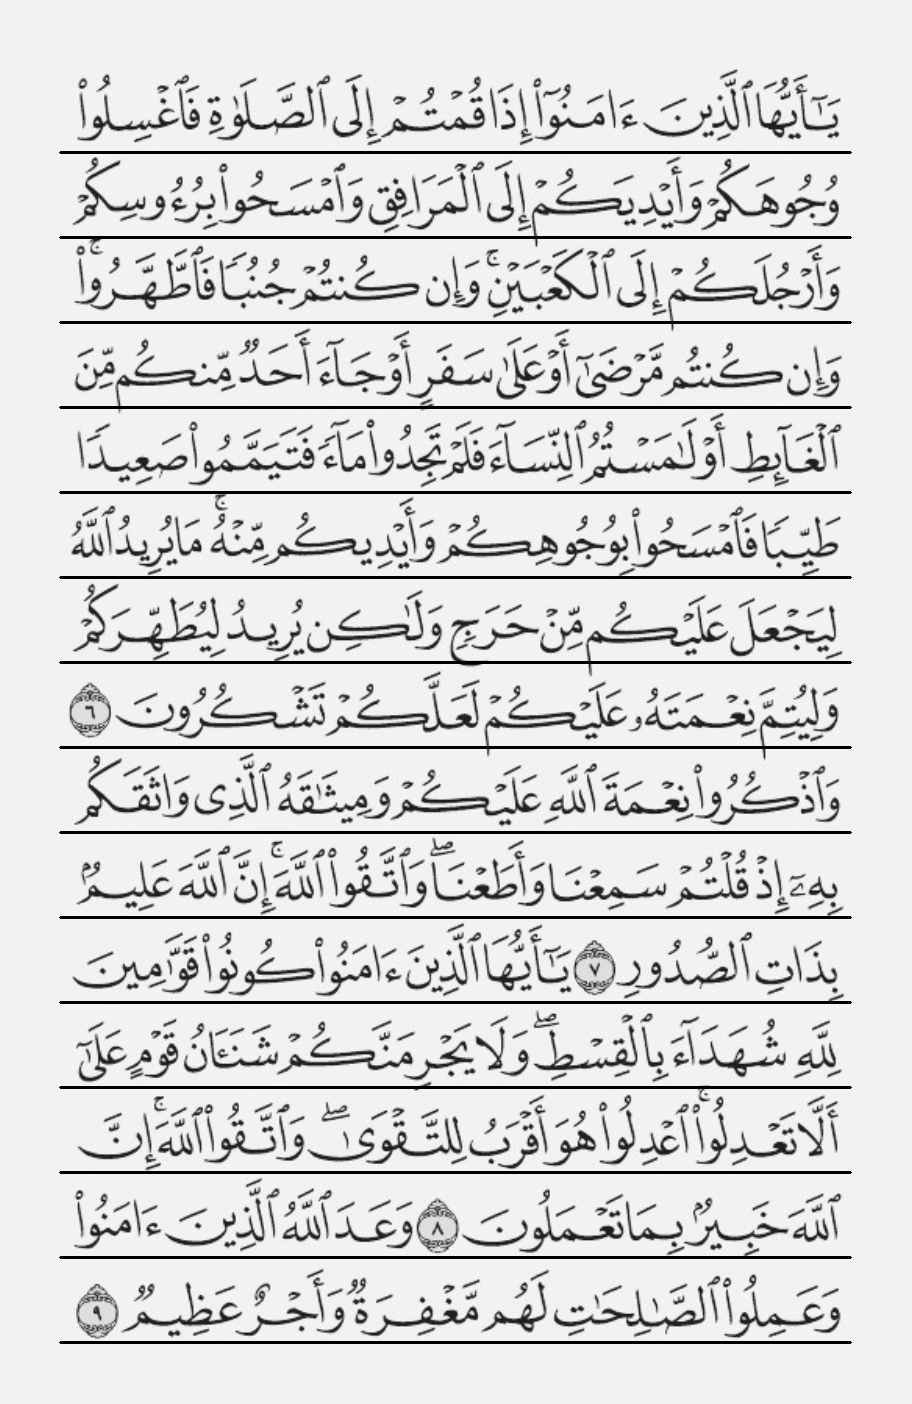 يَـٰٓأَيُّهَا ٱلَّذِينَ ءَامَنُوٓا۟ إِذَا قُمْتُمْ إِلَى ٱلصَّلَوٰةِ فَٱغْسِلُوا۟
وُجُوهَكُمْ وَأَيْدِيَكُمْ إِلَى ٱلْمَرَافِقِ وَٱمْسَحُوا۟ بِرُءُوسِكُمْ
وَأَرْجُلَكُمْ إِلَى ٱلْكَعْبَيْنِ ۚ وَإِن كُنتُمْ جُنُبًا فَٱطَّهَّرُوا۟ ۚ
وَإِن كُنتُم مَّرْضَىٰٓ أَوْ عَلَىٰ سَفَرٍ أَوْ جَآءَ أَحَدٌ مِّنكُم مِّنَ
ٱلْغَآئِطِ أَوْ لَـٰمَسْتُمُ ٱلنِّسَآءَ فَلَمْ تَجِدُوا۟ مَآءً فَتَيَمَّمُوا۟ صَعِيدًا
طَيِّبًا فَٱمْسَحُوا۟ بِوُجُوهِكُمْ وَأَيْدِيكُم مِّنْهُ ۚ مَا يُرِيدُ ٱللَّهُ
لِيَجْعَلَ عَلَيْكُم مِّنْ حَرَجٍ وَلَـٰكِن يُرِيدُ لِيُطَهِّرَكُمْ
وَلِيُتِمَّ نِعْمَتَهُۥ عَلَيْكُمْ لَعَلَّكُمْ تَشْكُرُونَ ٦
وَٱذْكُرُوا۟ نِعْمَةَ ٱللَّهِ عَلَيْكُمْ وَمِيثَـٰقَهُ ٱلَّذِى وَاثَقَكُم
بِهِۦٓ إِذْ قُلْتُمْ سَمِعْنَا وَأَطَعْنَا ۖ وَٱتَّقُوا۟ ٱللَّهَ ۚ إِنَّ ٱللَّهَ عَلِيمٌۢ
بِذَاتِ ٱلصُّدُورِ ٧ يَـٰٓأَيُّهَا ٱلَّذِينَ ءَامَنُوا۟ كُونُوا۟ قَوَّٰمِينَ
لِلَّهِ شُهَدَآءَ بِٱلْقِسْطِ ۖ وَلَا يَجْرِمَنَّكُمْ شَنَـَٔانُ قَوْمٍ عَلَىٰٓ
أَلَّا تَعْدِلُوا۟ ۚ ٱعْدِلُوا۟ هُوَ أَقْرَبُ لِلتَّقْوَىٰ ۖ وَٱتَّقُوا۟ ٱللَّهَ ۚ إِنَّ
ٱللَّهَ خَبِيرٌۢ بِمَا تَعْمَلُونَ ٨ وَعَدَ ٱللَّهُ ٱلَّذِينَ ءَامَنُوا۟
وَعَمِلُوا۟ ٱلصَّـٰلِحَـٰتِ لَهُم مَّغْفِرَةٌ وَأَجْرٌ عَظِيمٌ ٩